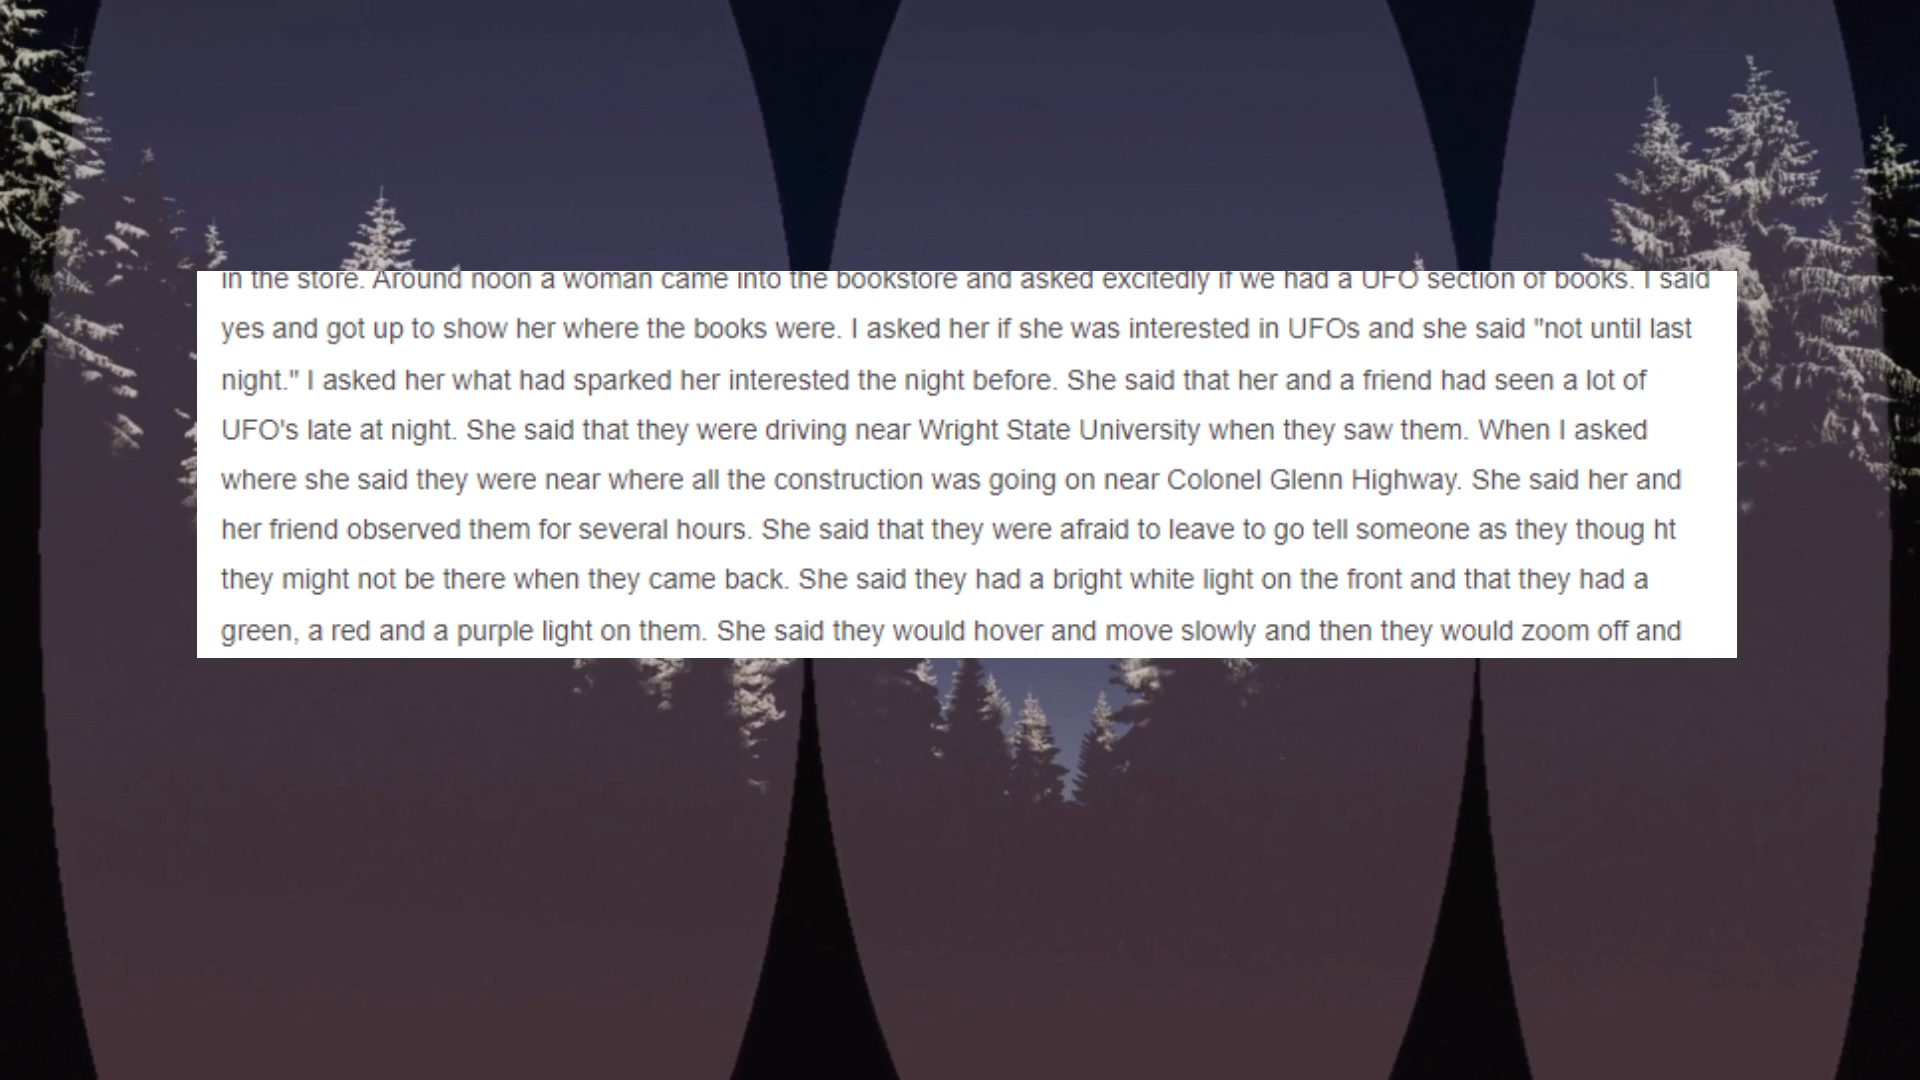 in the store. Around noon a woman came into the bookstore and asked excitedly if we had a UFO section of books. I said
yes and got up to show her where the books were. I asked her if she was interested in UFOs and she said "not until last
night." I asked her what had sparked her interested the night before. She said that her and a friend had seen a lot of
UFO's late at night. She said that they were driving near Wright State University when they saw them. When I asked
where she said they were near where all the construction was going on near Colonel Glenn Highway. She said her and
her friend observed them for several hours. She said that they were afraid to leave to go tell someone as they thoug ht
they might not be there when they came back. She said they had a bright white light on the front and that they had a
green, a red and a purple light on them. She said they would hover and move slowly and then they would zoom off and